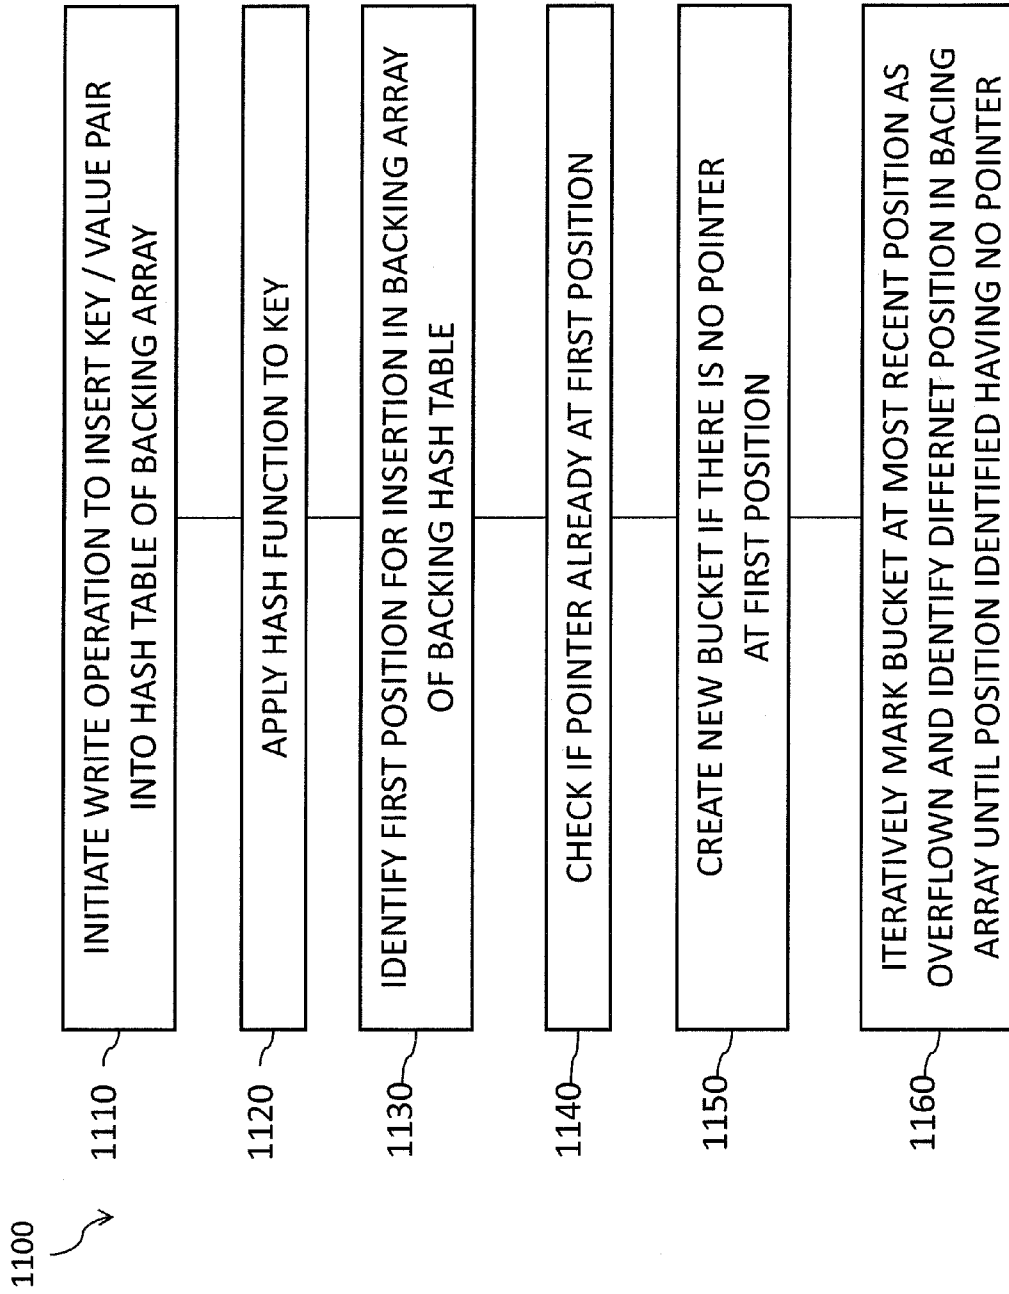 1100
1110
INITIATE WRITE OPERATION TO INSERT KEY / VALUE PAIR
INTO HASH TABLE OF BACKING ARRAY
1120
APPLY HASH FUNCTION TO KEY
1130
IDENTIFY FIRST POSITION FOR INSERTION IN BACKING ARRAY
OF BACKING HASH TABLE
1140
CHECK IF POINTER ALREADY AT FIRST POSITION
1150
CREATE NEW BUCKET IF THERE IS NO POINTER
AT FIRST POSITION
1160
ITERATIVELY MARK BUCKET AT MOST RECENT POSITION AS
OVERFLOWN AND IDENTIFY DIFFERNET POSITION IN BACING
ARRAY UNTIL POSITION IDENTIFIED HAVING NO POINTER